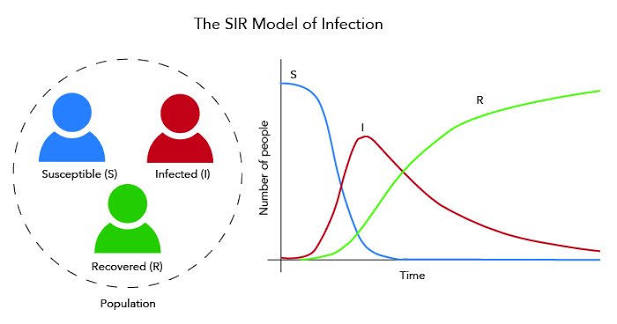 The SIR Model of Infection
Susceptible (S)
Infected (I)
Recovered (R)
Population
S
I
R
Number of people
Time